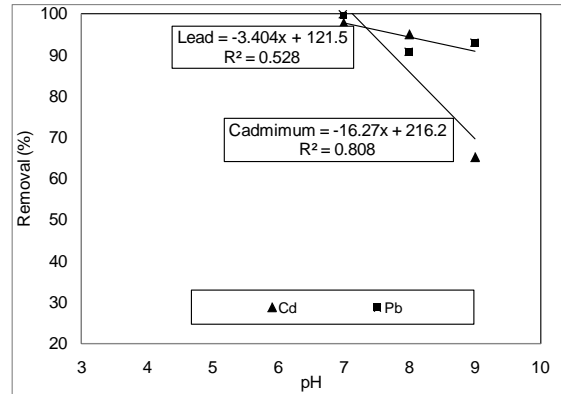 100
Lead = -3.404x + 121.5
R² = 0.528
90
80
Cadmimum = -16.27x + 216.2
R² = 0.808
70
60
50
40
30
20
Removal (%)
Cd Pb
3 4 5 6 7 8 9 10
pH